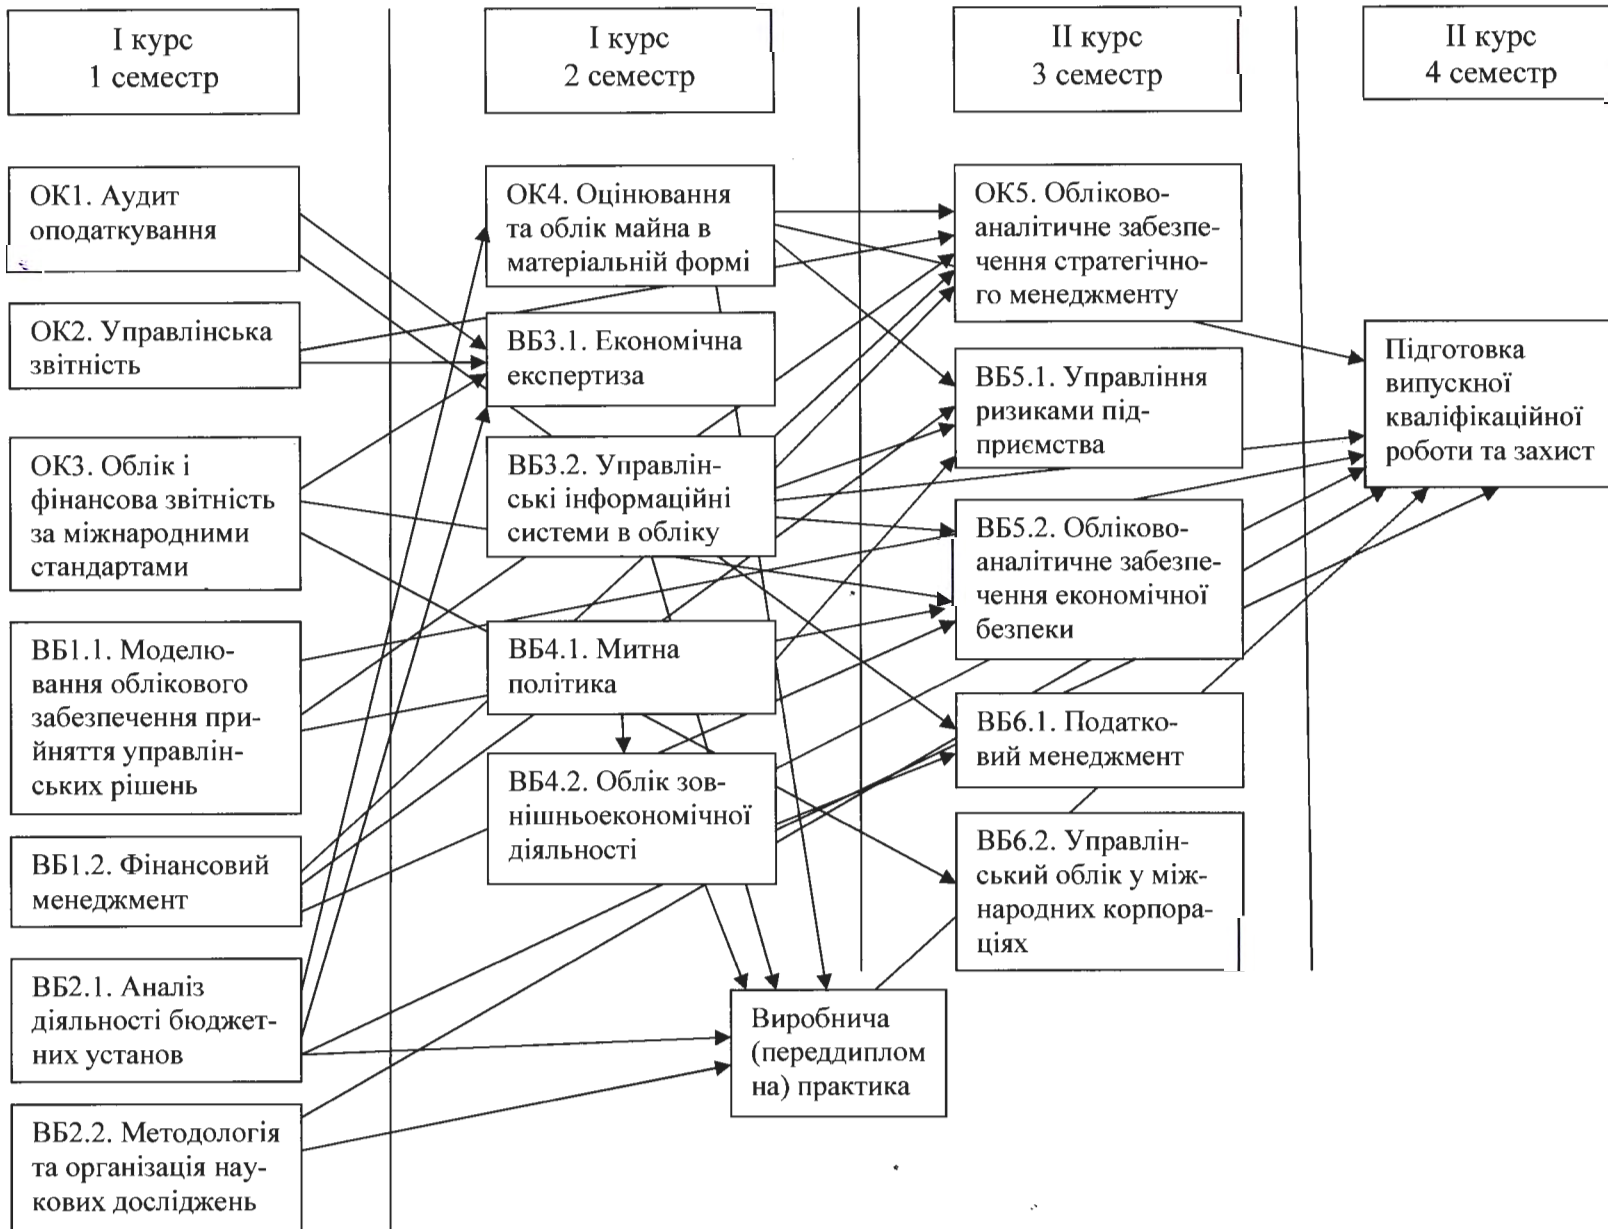 І курс
1 семестр
І курс
2 семестр
ІІ курс
3 семестр
ІІ курс
4 семестр
ОК1. Аудит
оподаткування
ОК2. Управлінська
звітність
ОК3. Облік і
фінансова звітність
за міжнародними
стандартами
ВБ1.1. Моделю-
вання облікового
забезпечення при-
йняття управлін-
ських рішень
ВБ1.2. Фінансовий
менеджмент
ВБ2.1. Аналіз
діяльності бюджет-
них установ
ВБ2.2. Методологія
та організація нау-
кових досліджень
ОК4. Оцінювання
та облік майна в
матеріальній формі
ВБ3.1. Економічна
експертиза
ВБ3.2. Управлін-
ські інформаційні
системи в обліку
ВБ4.1. Митна
політика
ВБ4.2. Облік зов-
нішньоекономічної
діяльності
Виробнича
(переддиплом
на) практика
ОК5. Обліково-
аналітичне забезпе-
чення стратегічно-
го менеджменту
ВБ5.1. Управління
ризиками під-
приємства
ВБ5.2. Обліково-
аналітичне забезпе-
чення економічної
безпеки
ВБ6.1. Податко-
вий менеджмент
ВБ6.2. Управлін-
ський облік у між-
народних корпора-
ціях
Підготовка
випускної
кваліфікаційної
роботи та захист